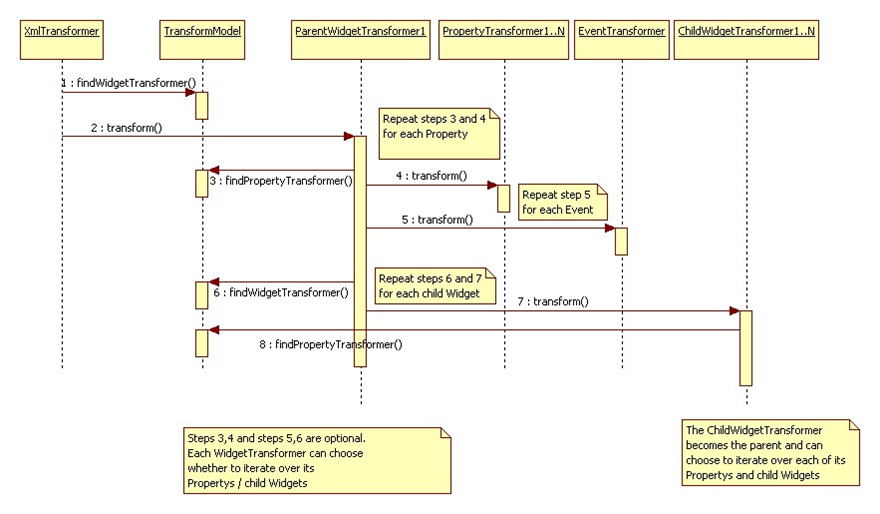 XmlTransformer
TransformModel
ParentWidgetTransformer1
PropertyTransformer1..N
EventTransformer
ChildWidgetTransformer1..N
1 : findWidgetTransformer()
2 : transform()
Repeat steps 3 and 4
for each Property
3 : findPropertyTransformer()
4 : transform()
Repeat step 5
for each Event
5 : transform()
6 : findWidgetTransformer()
Repeat steps 6 and 7
for each child Widget
7 : transform()
8 : findPropertyTransformer()
Steps 3,4 and steps 5,6 are optional.
Each WidgetTransformer can choose
whether to iterate over its
Propertys / child Widgets
The ChildWidgetTransformer
becomes the parent and can
choose to iterate over each of its
Propertys and child Widgets